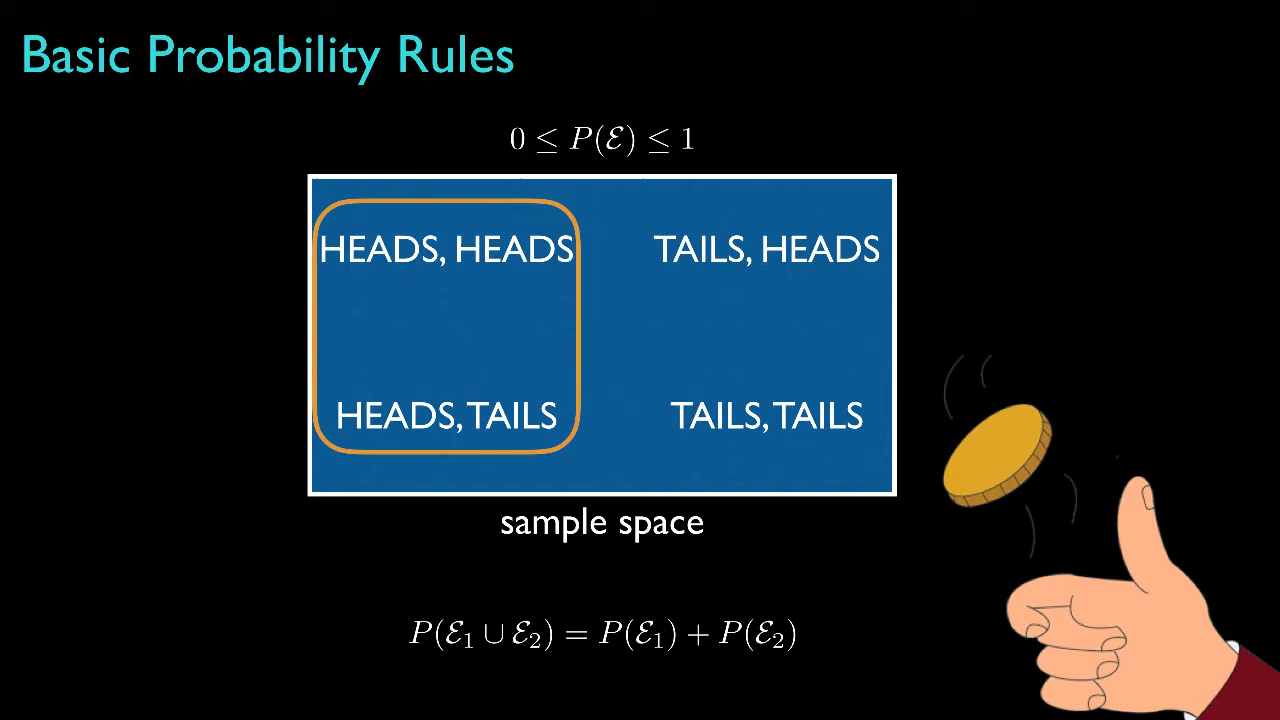 Basic Probability Rules
0 ≤ P(ℰ) ≤ 1
HEADS, HEADS TAILS, HEADS
HEADS, TAILS TAILS, TAILS
sample space
P(ℰ₁ ∪ ℰ₂) = P(ℰ₁) + P(ℰ₂)